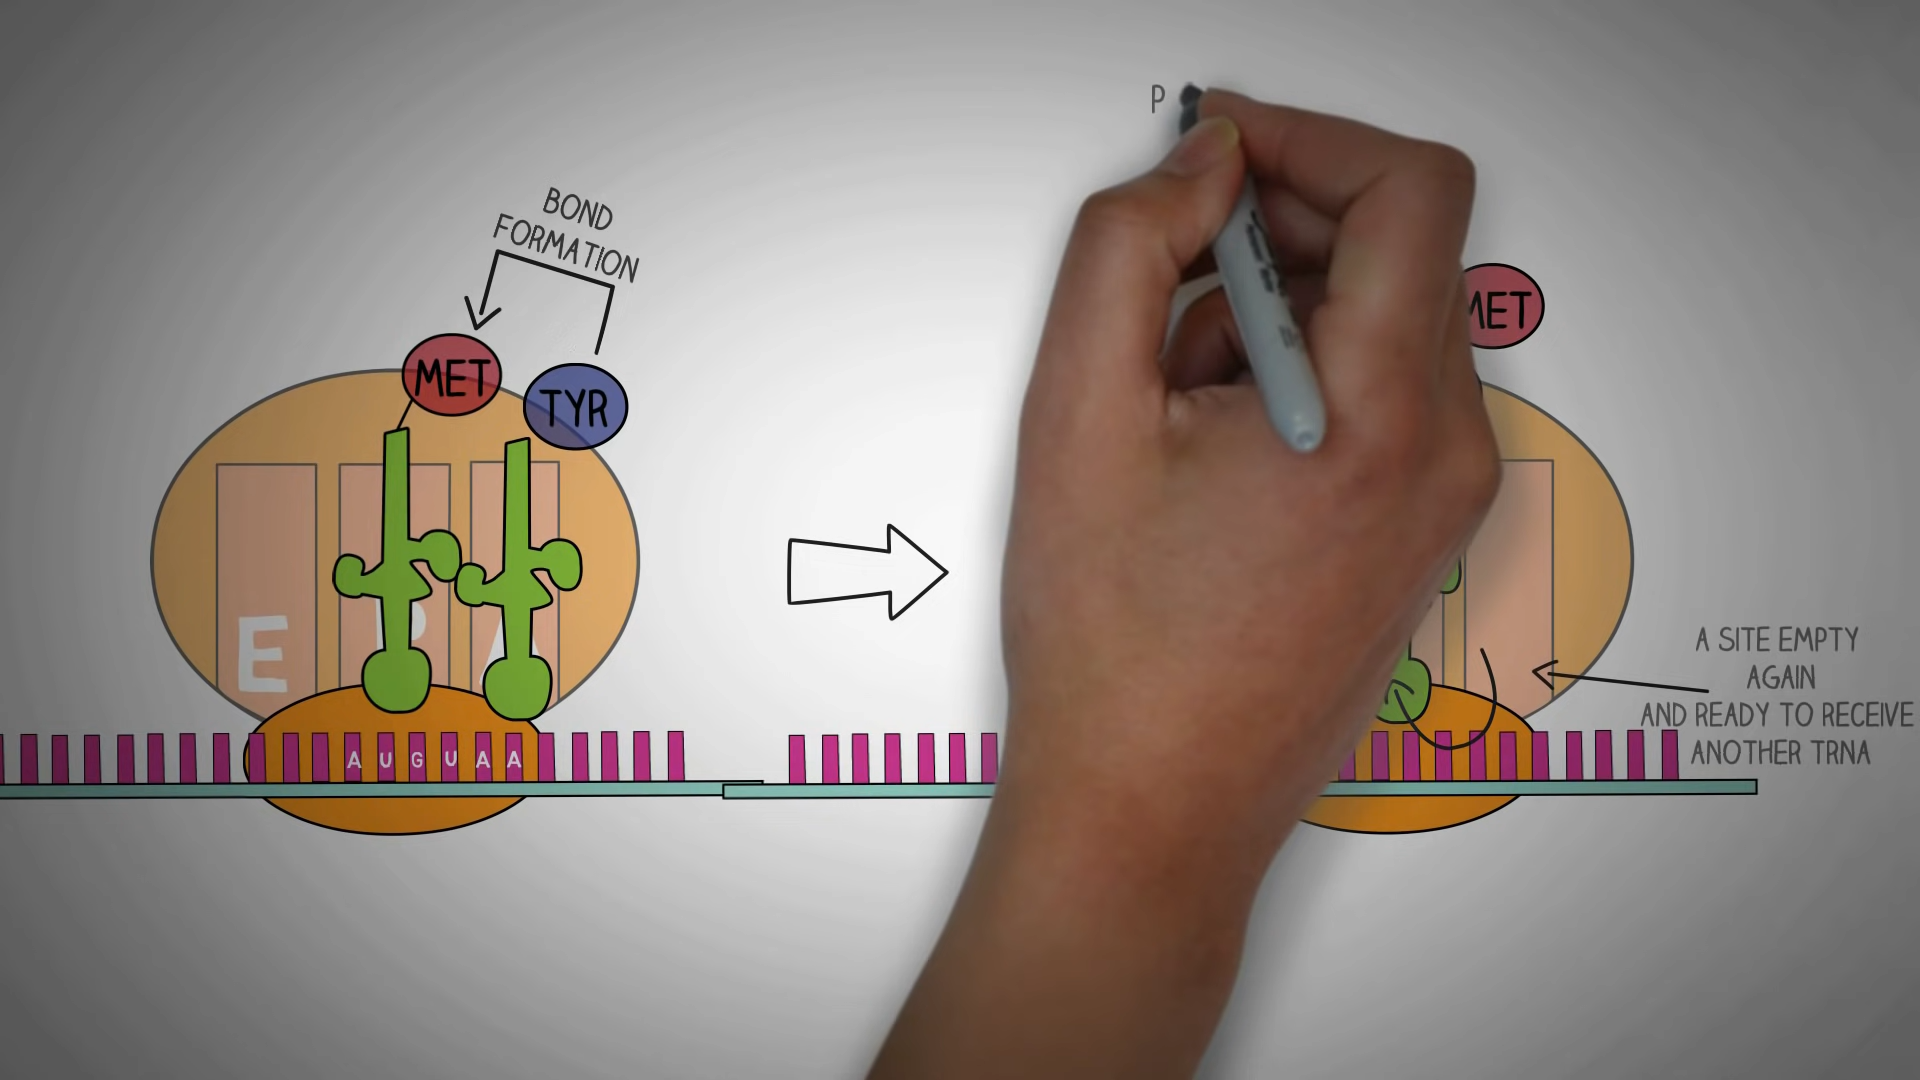 BOND
FORMATION
P
MET
TYR
MET
E
P
A
A SITE EMPTY
AGAIN
AND READY TO RECEIVE
ANOTHER TRNA
A U G U A A